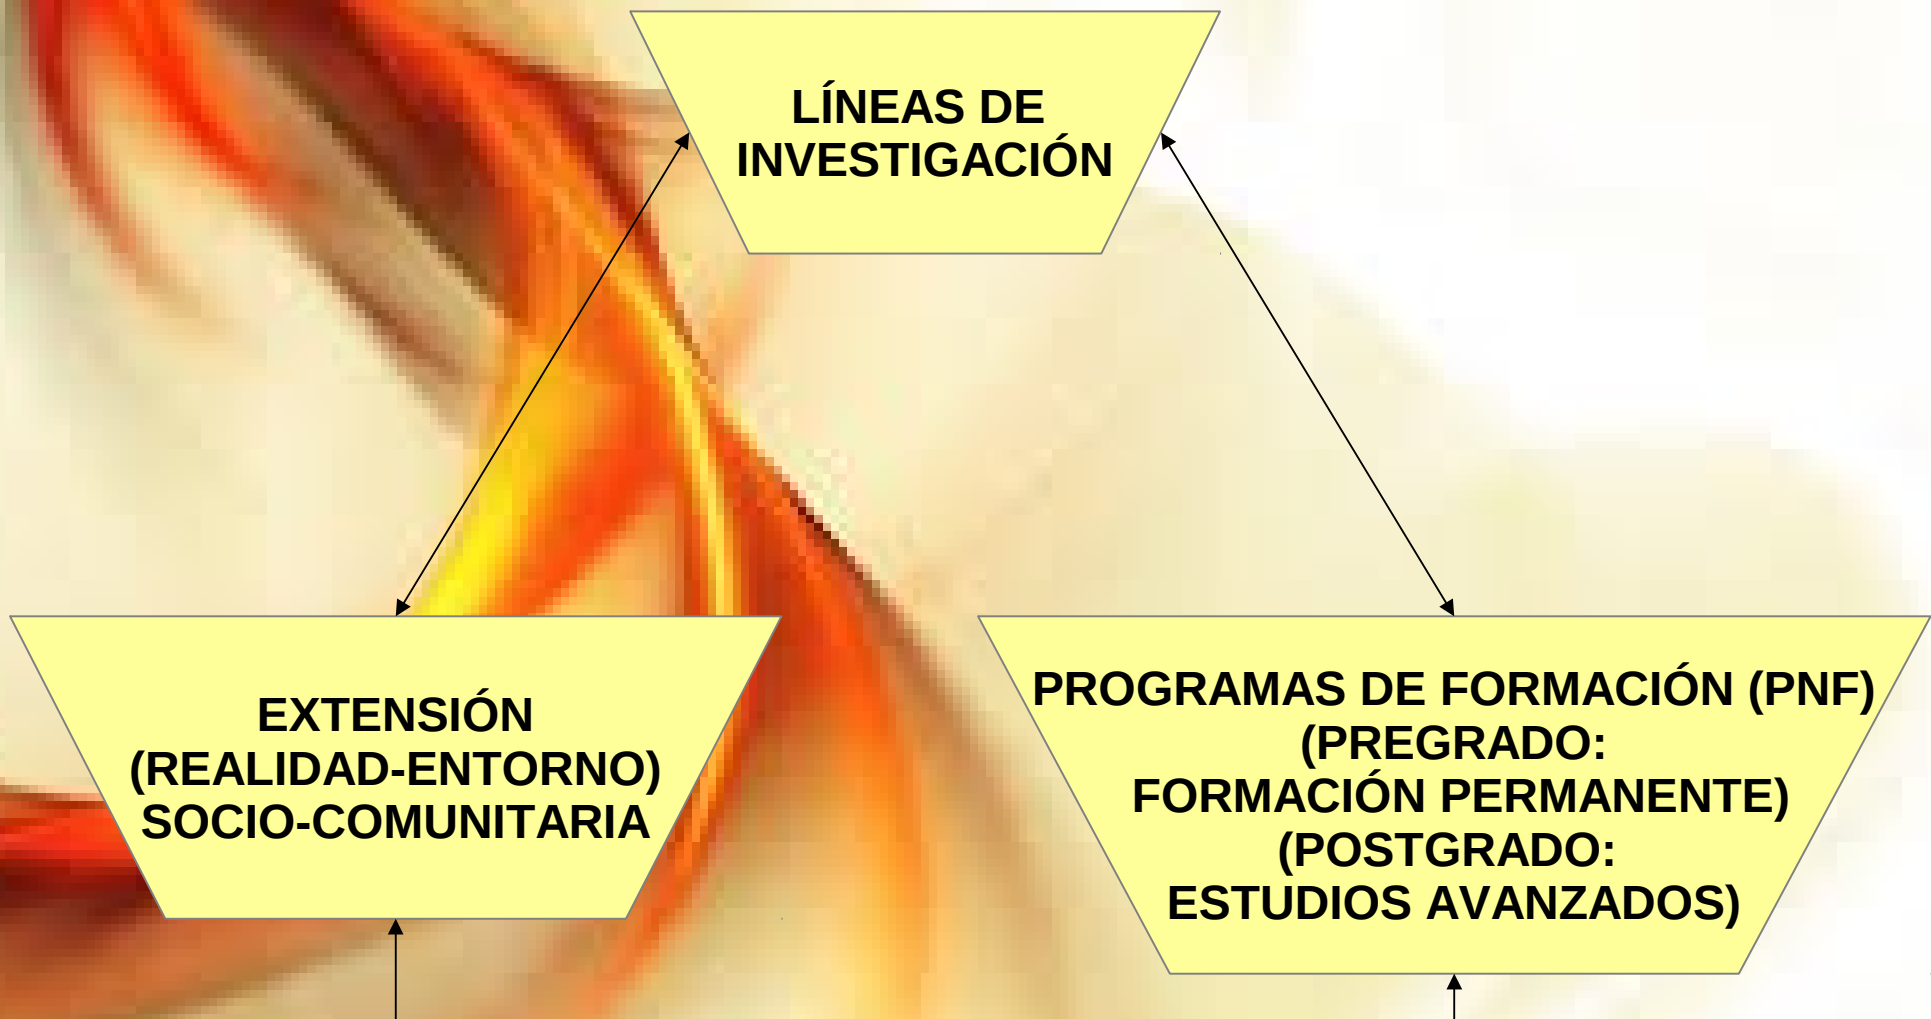 LÍNEAS DE
INVESTIGACIÓN
EXTENSIÓN
(REALIDAD-ENTORNO)
SOCIO-COMUNITARIA
PROGRAMAS DE FORMACIÓN (PNF)
(PREGRADO:
FORMACIÓN PERMANENTE)
(POSTGRADO:
ESTUDIOS AVANZADOS)